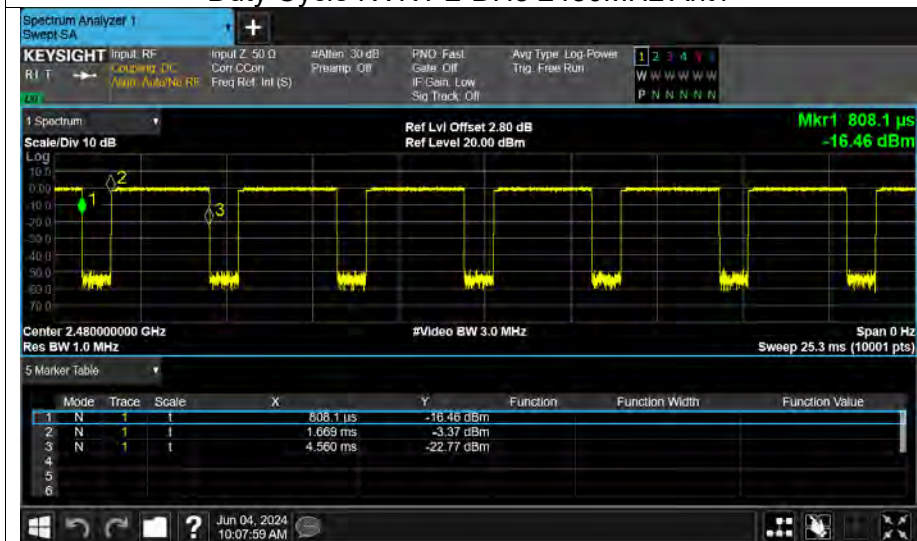 Spectrum Analyzer 1
Swept SA
+
KEYSIGHT Input: RF Input Z: 50 Ω #Atten: 30 dB PNO: Fast Avg Type: Log-Power 1 2 3 4 5 6
R L T Coupling: DC Corr CCorr Preamp: Off Gate: Off Trig: Free Run W W W W W W
Align: Auto/No RF Freq Ref: Int (S) IF Gain: Low
Sig Track: Off P N N N N N
1 Spectrum
Ref Lvl Offset 2.80 dB Mkr1 808.1 µs
Scale/Div 10 dB Ref Level 20.00 dBm -16.46 dBm
Log
10.0
0.00
-10.0
-20.0
-30.0
-40.0
-50.0
-60.0
-70.0
1
2
3
Center 2.480000000 GHz #Video BW 3.0 MHz Span 0 Hz
Res BW 1.0 MHz Sweep 25.3 ms (10001 pts)
5 Marker Table
Mode Trace Scale X Y Function Function Width Function Value
1 N 1 t 808.1 µs -16.46 dBm
2 N 1 t 1.669 ms -3.37 dBm
3 N 1 t 4.560 ms -22.77 dBm
4
5
6
?
Jun 04, 2024
10:07:59 AM